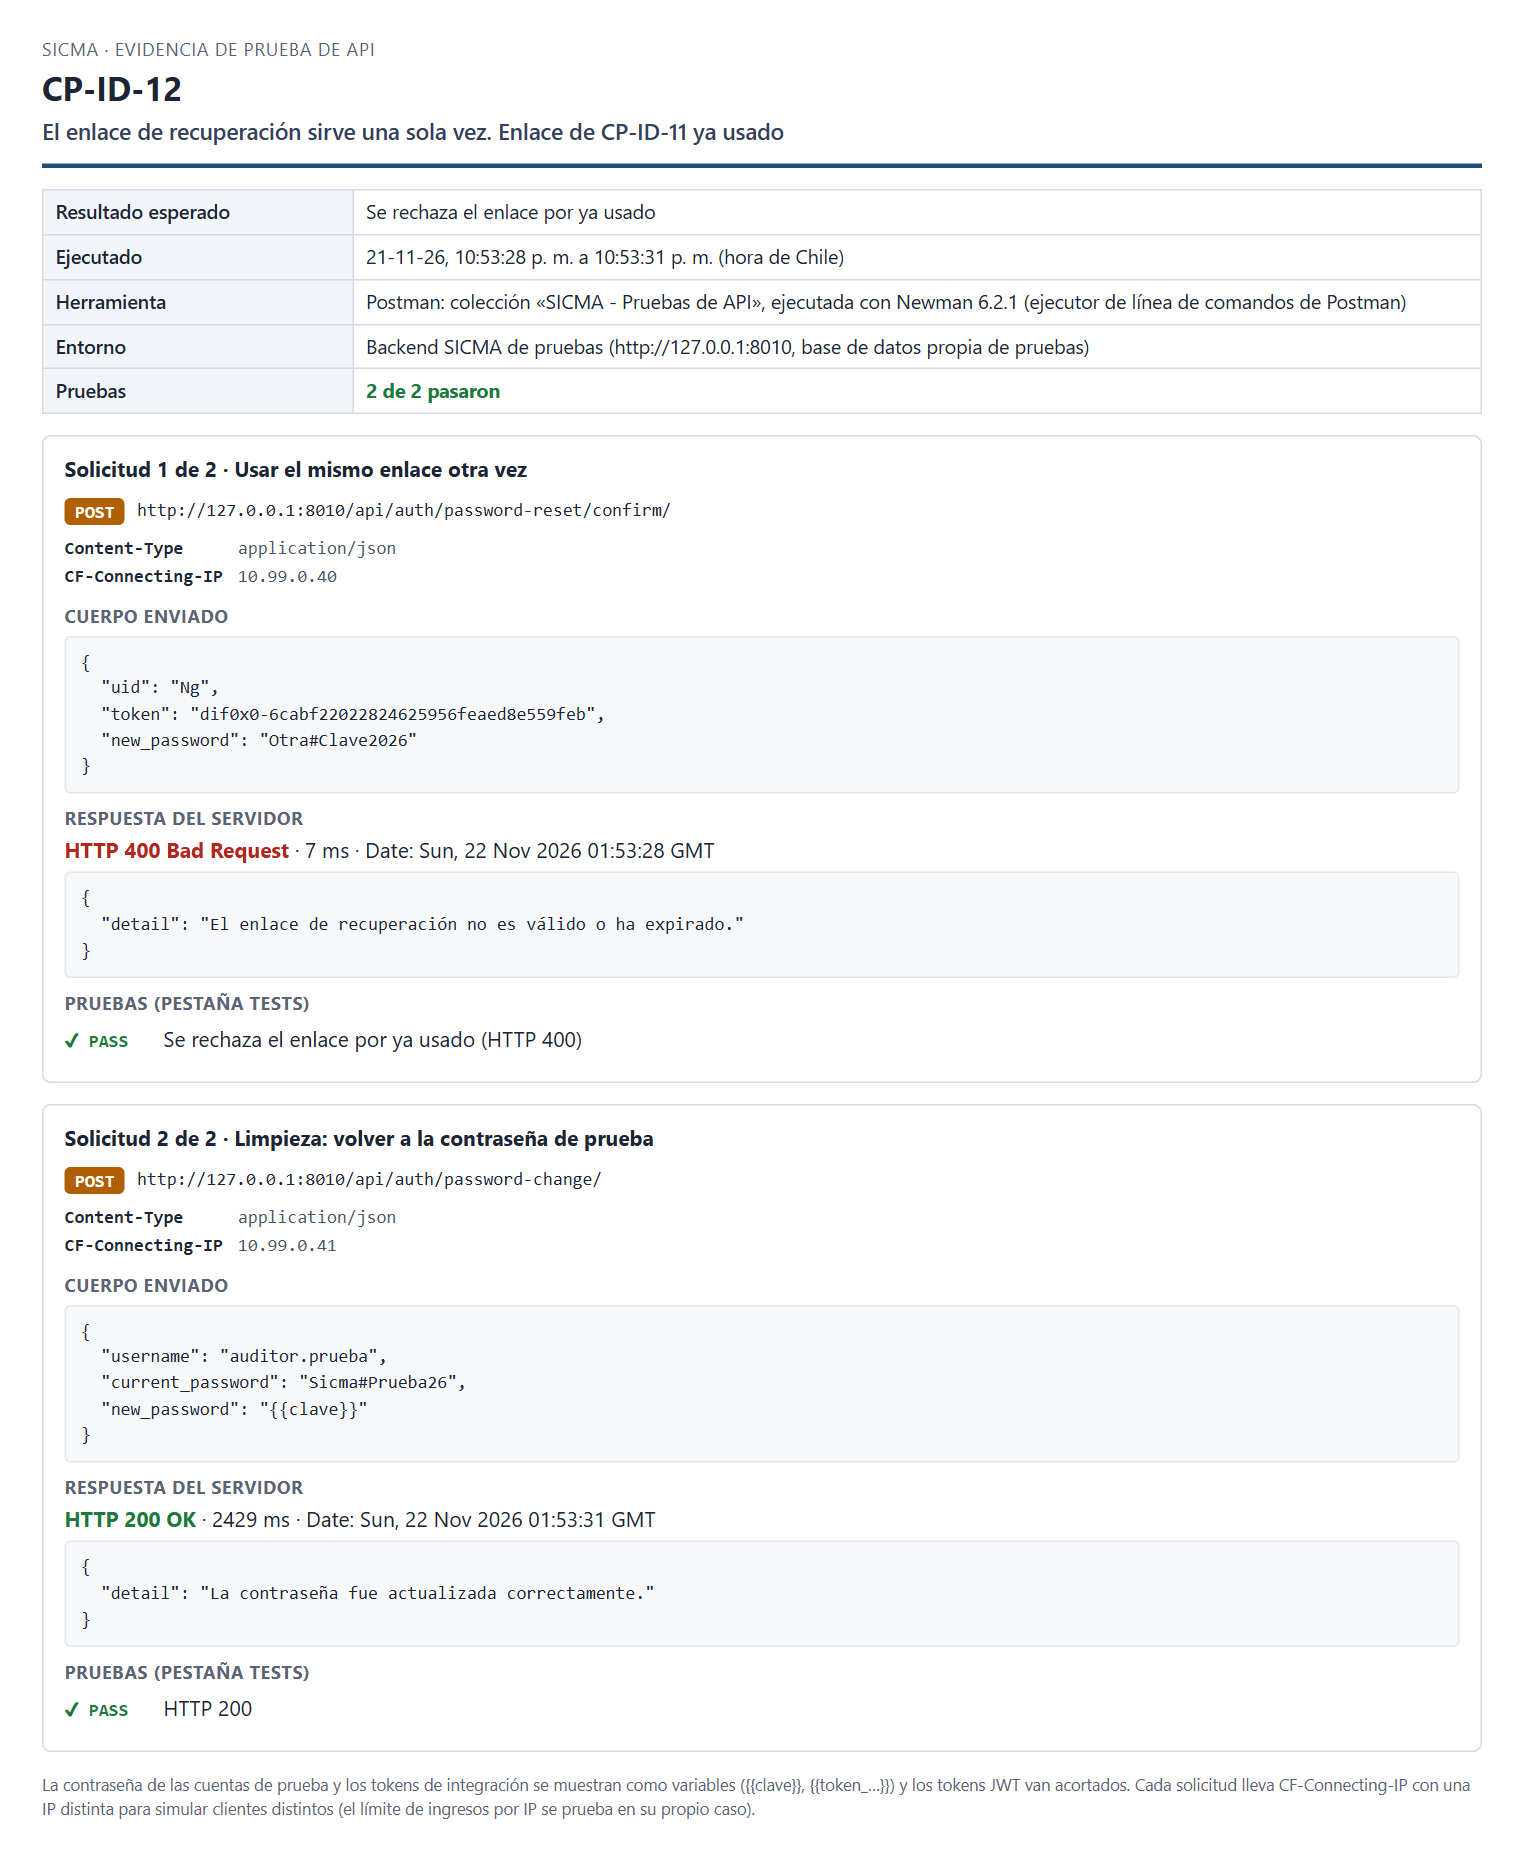 SICMA · EVIDENCIA DE PRUEBA DE API
CP-ID-12
El enlace de recuperación sirve una sola vez. Enlace de CP-ID-11 ya usado
Resultado esperado Se rechaza el enlace por ya usado
Ejecutado 21-11-26, 10:53:28 p. m. a 10:53:31 p. m. (hora de Chile)
Herramienta Postman: colección «SICMA - Pruebas de API», ejecutada con Newman 6.2.1 (ejecutor de línea de comandos de Postman)
Entorno Backend SICMA de pruebas (http://127.0.0.1:8010, base de datos propia de pruebas)
Pruebas 2 de 2 pasaron
Solicitud 1 de 2 · Usar el mismo enlace otra vez
POST http://127.0.0.1:8010/api/auth/password-reset/confirm/
Content-Type application/json
CF-Connecting-IP 10.99.0.40
CUERPO ENVIADO
{
"uid": "Ng",
"token": "dif0x0-6cabf22022824625956feaed8e559feb",
"new_password": "Otra#Clave2026"
}
RESPUESTA DEL SERVIDOR
HTTP 400 Bad Request · 7 ms · Date: Sun, 22 Nov 2026 01:53:28 GMT
{
"detail": "El enlace de recuperación no es válido o ha expirado."
}
PRUEBAS (PESTAÑA TESTS)
✔ PASS Se rechaza el enlace por ya usado (HTTP 400)
Solicitud 2 de 2 · Limpieza: volver a la contraseña de prueba
POST http://127.0.0.1:8010/api/auth/password-change/
Content-Type application/json
CF-Connecting-IP 10.99.0.41
CUERPO ENVIADO
{
"username": "auditor.prueba",
"current_password": "Sicma#Prueba26",
"new_password": "{{clave}}"
}
RESPUESTA DEL SERVIDOR
HTTP 200 OK · 2429 ms · Date: Sun, 22 Nov 2026 01:53:31 GMT
{
"detail": "La contraseña fue actualizada correctamente."
}
PRUEBAS (PESTAÑA TESTS)
✔ PASS HTTP 200
La contraseña de las cuentas de prueba y los tokens de integración se muestran como variables ({{clave}}, {{token_...}}) y los tokens JWT van acortados. Cada solicitud lleva CF-Connecting-IP con una
IP distinta para simular clientes distintos (el límite de ingresos por IP se prueba en su propio caso).